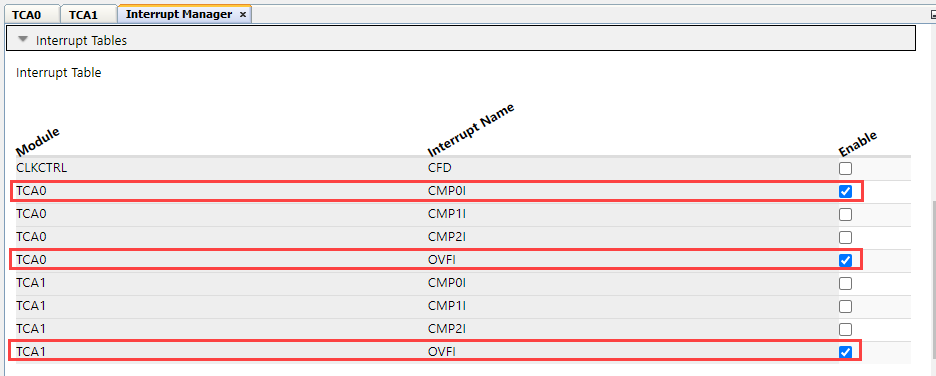 TCA0 TCA1 Interrupt Manager ×
Interrupt Tables
Interrupt Table
Module Interrupt Name Enable
CLKCTRL CFD
TCA0 CMP0I
TCA0 CMP1I
TCA0 CMP2I
TCA0 OVFI
TCA1 CMP0I
TCA1 CMP1I
TCA1 CMP2I
TCA1 OVFI